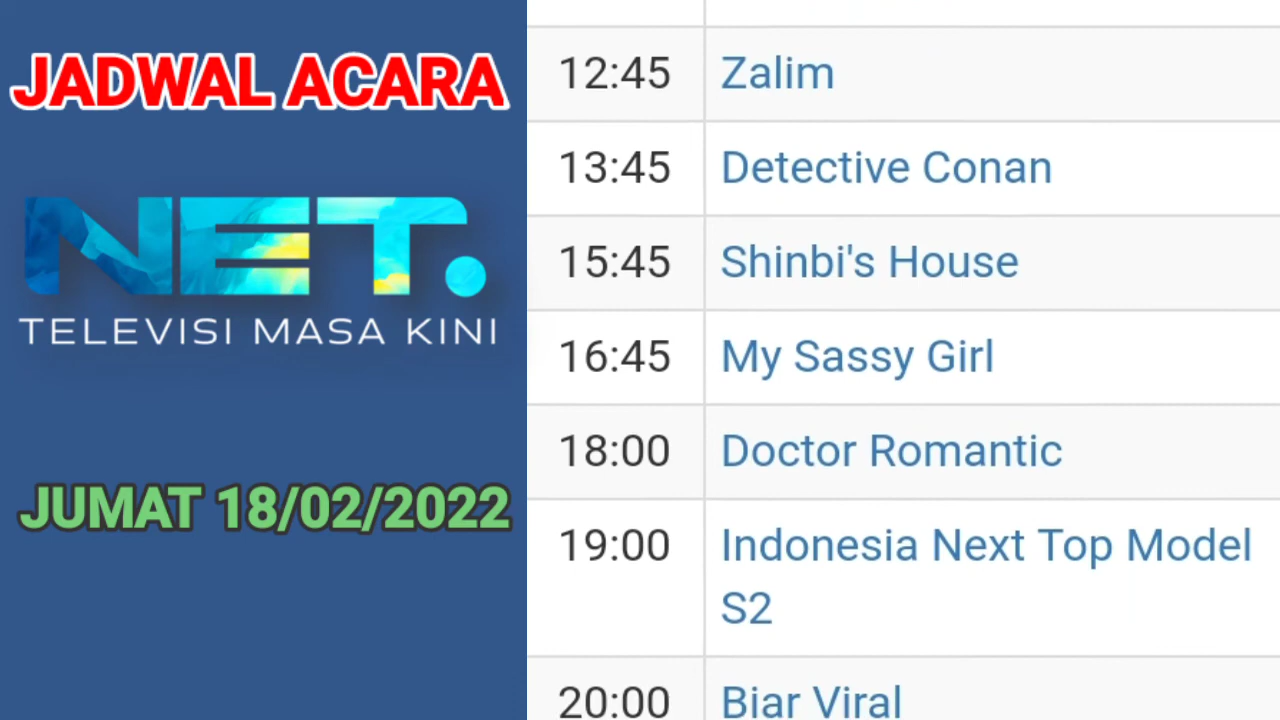 JADWAL ACARA
NET.
TELEVISI MASA KINI
JUMAT 18/02/2022
12:45 Zalim
13:45 Detective Conan
15:45 Shinbi's House
16:45 My Sassy Girl
18:00 Doctor Romantic
19:00 Indonesia Next Top Model
S2
20:00 Biar Viral